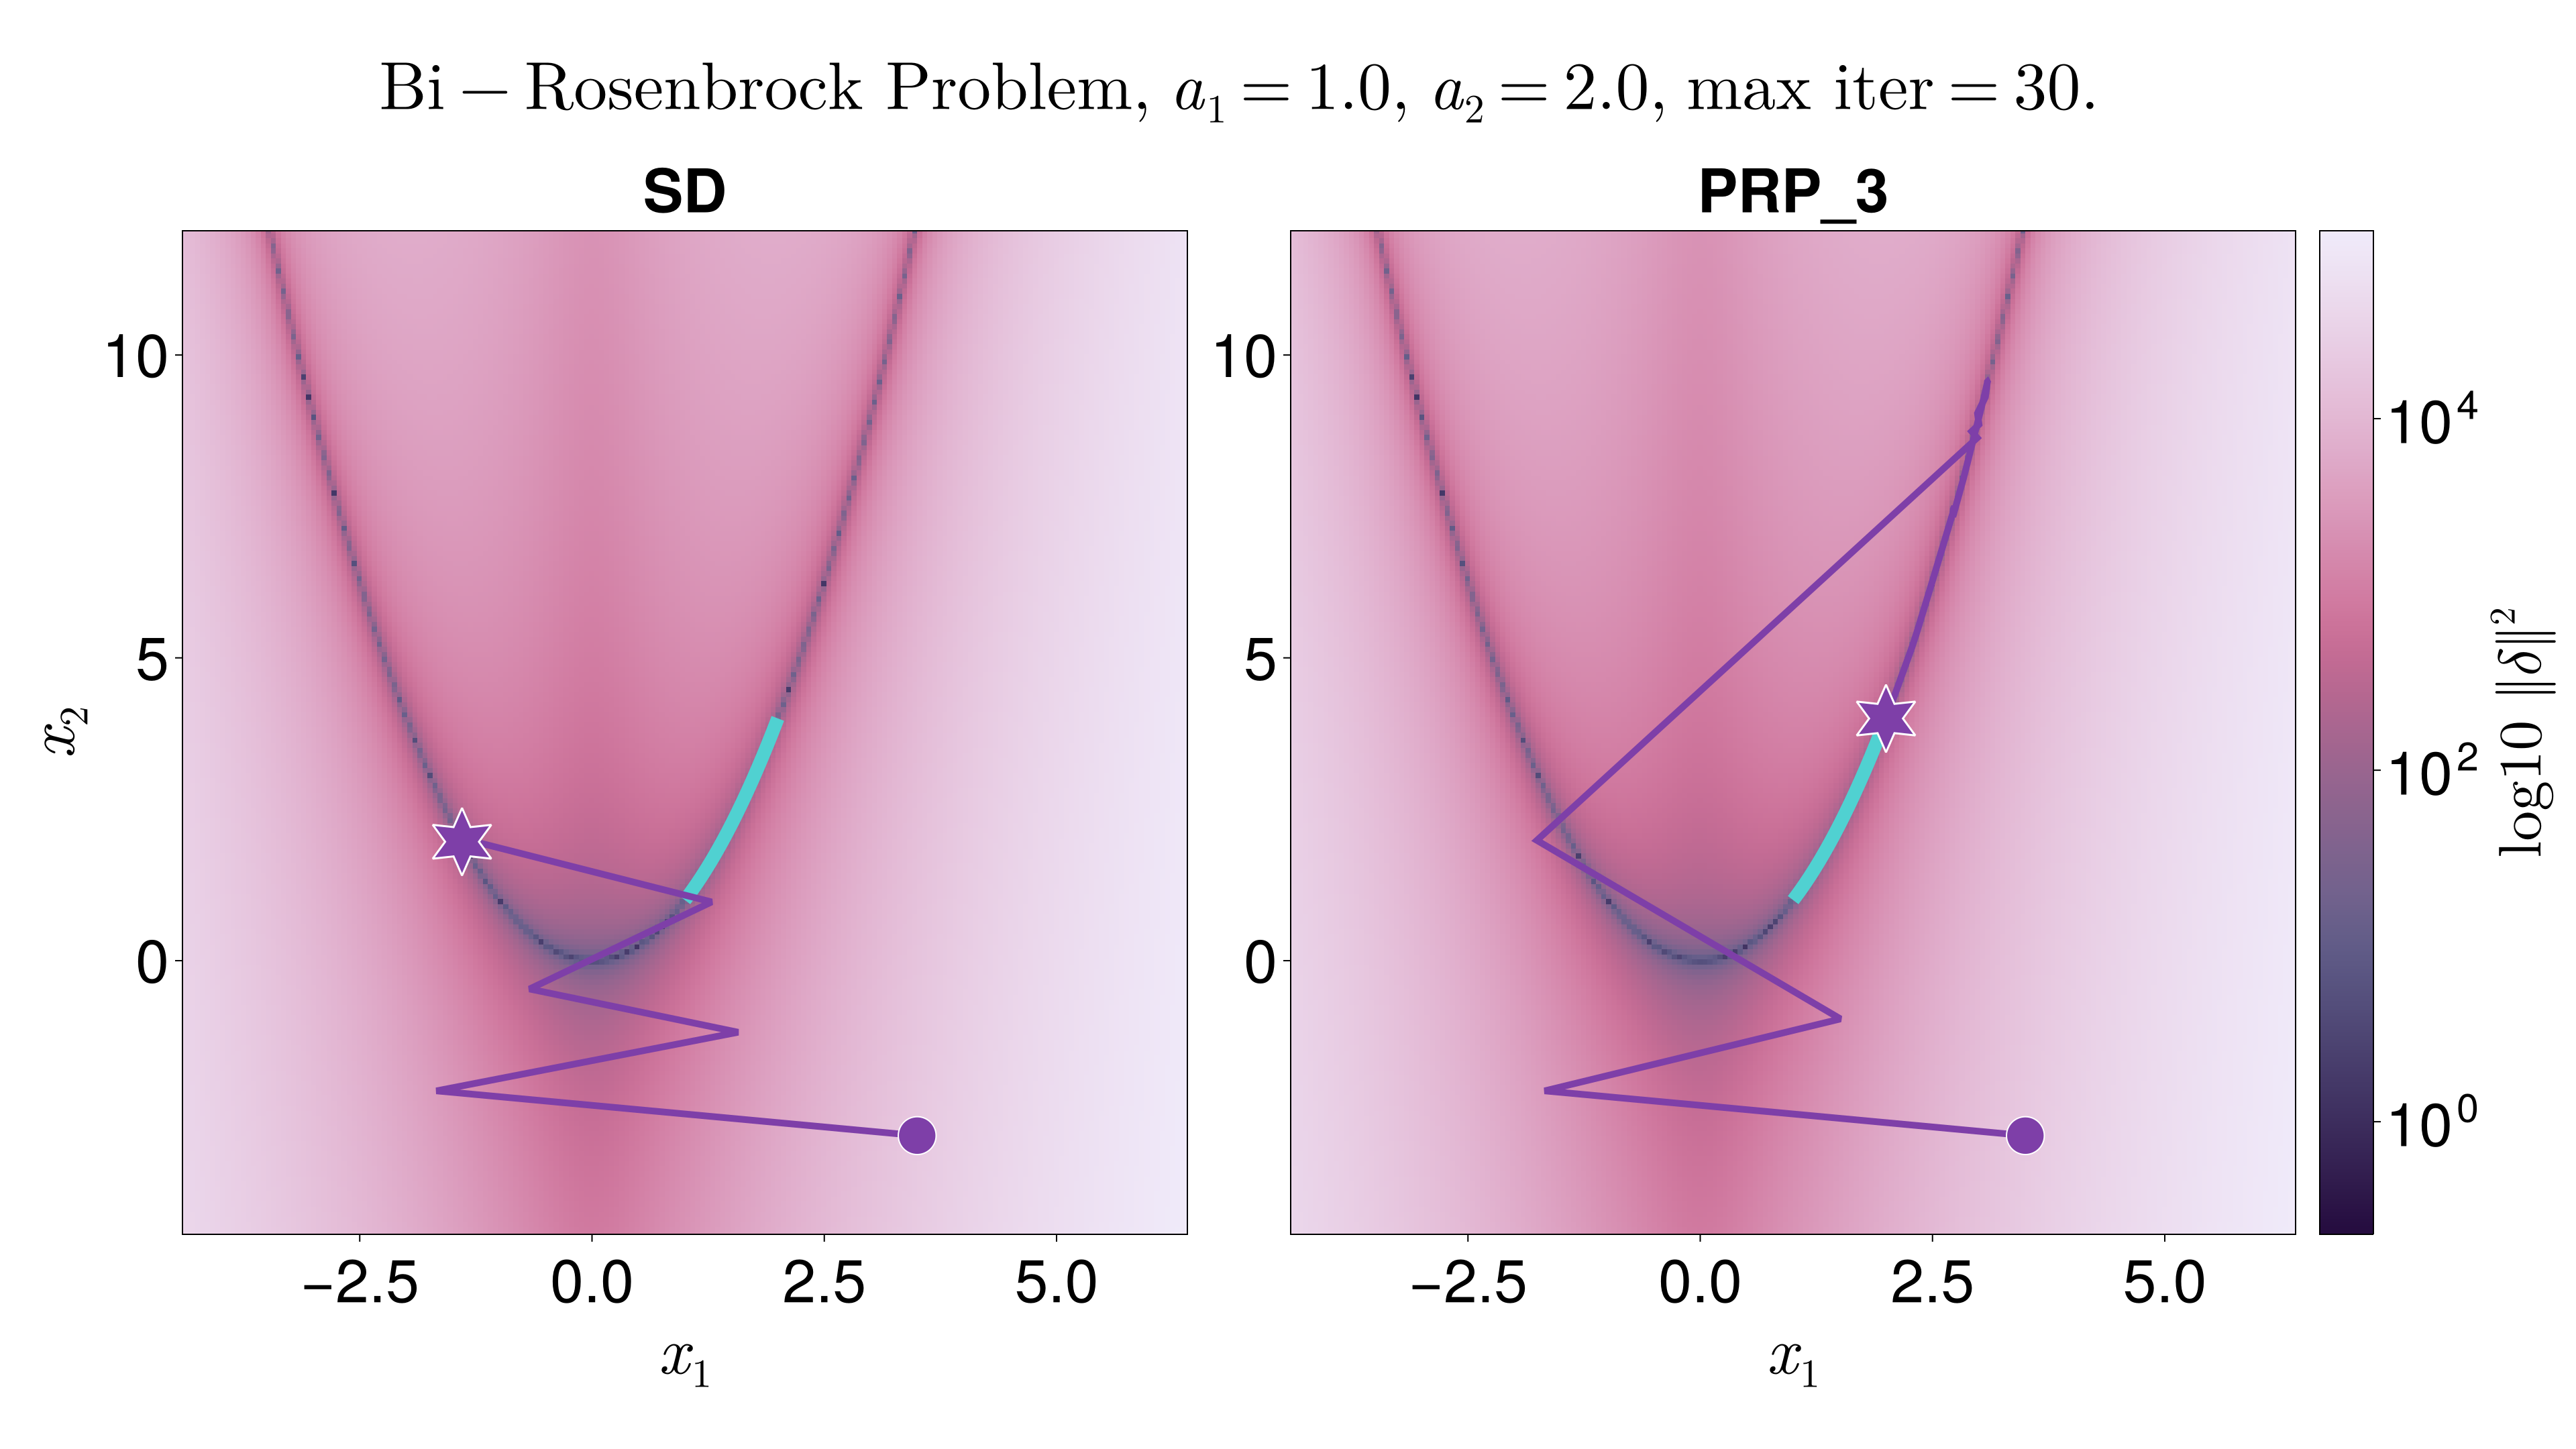 Bi − Rosenbrock Problem, a₁ = 1.0, a₂ = 2.0, max iter = 30.
SD
PRP_3
x₂
10
5
0
−2.5 0.0 2.5 5.0
x₁
10
5
0
−2.5 0.0 2.5 5.0
x₁
10⁴
10²
10⁰
log10 ‖δ‖²